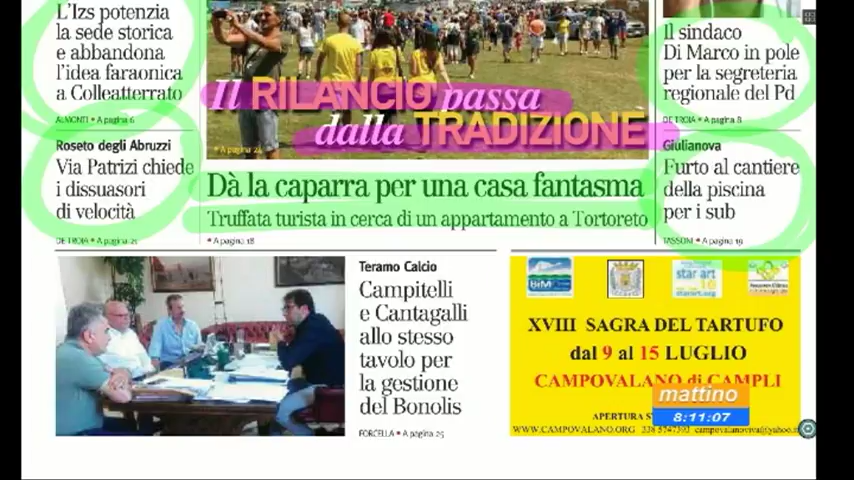 L'Izs potenzia
la sede storica
e abbandona
l'idea faraonica
a Colleatterrato
ALMONTI • A pagina 6
Roseto degli Abruzzi
Via Patrizi chiede
i dissuasori
di velocità
DE TROIA • A pagina 21
Il RILANCIO passa
dalla TRADIZIONE
Dà la caparra per una casa fantasma
Truffata turista in cerca di un appartamento a Tortoreto
• A pagina 18
Il sindaco
Di Marco in pole
per la segreteria
regionale del Pd
DE TROIA • A pagina 8
Giulianova
Furto al cantiere
della piscina
per i sub
TASSONI • A pagina 19
Teramo Calcio
Campitelli
e Cantagalli
allo stesso
tavolo per
la gestione
del Bonolis
FORCELLA • A pagina 25
BIM
star art
XVIII SAGRA DEL TARTUFO
dal 9 al 15 LUGLIO
CAMPOVALANO di CAMPLI
mattino
8:11:07
APERTURA
WWW.CAMPOVALANO.ORG